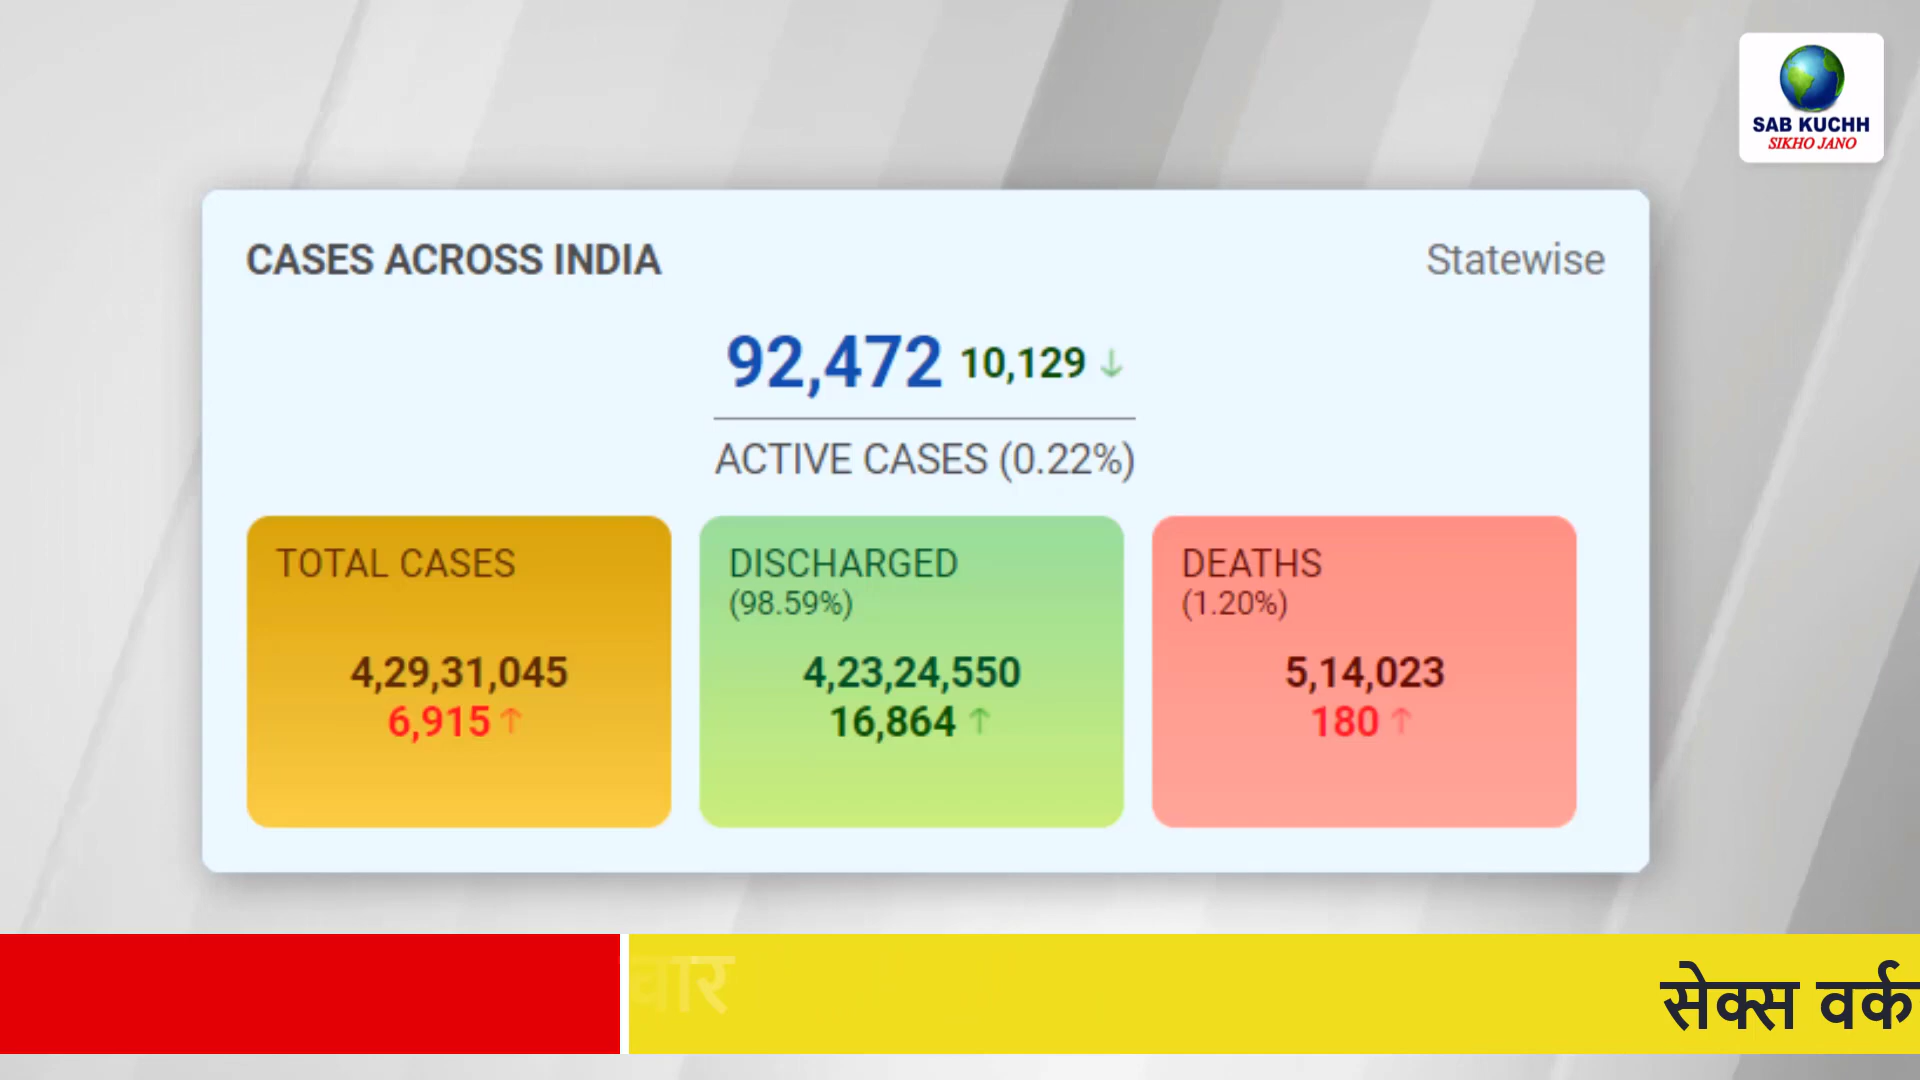 SAB KUCHH
SIKHO JANO
CASES ACROSS INDIA
Statewise
92,472 10,129 ↓
ACTIVE CASES (0.22%)
TOTAL CASES
4,29,31,045
6,915 ↑
DISCHARGED
(98.59%)
4,23,24,550
16,864 ↑
DEATHS
(1.20%)
5,14,023
180 ↑
सेक्स वर्क